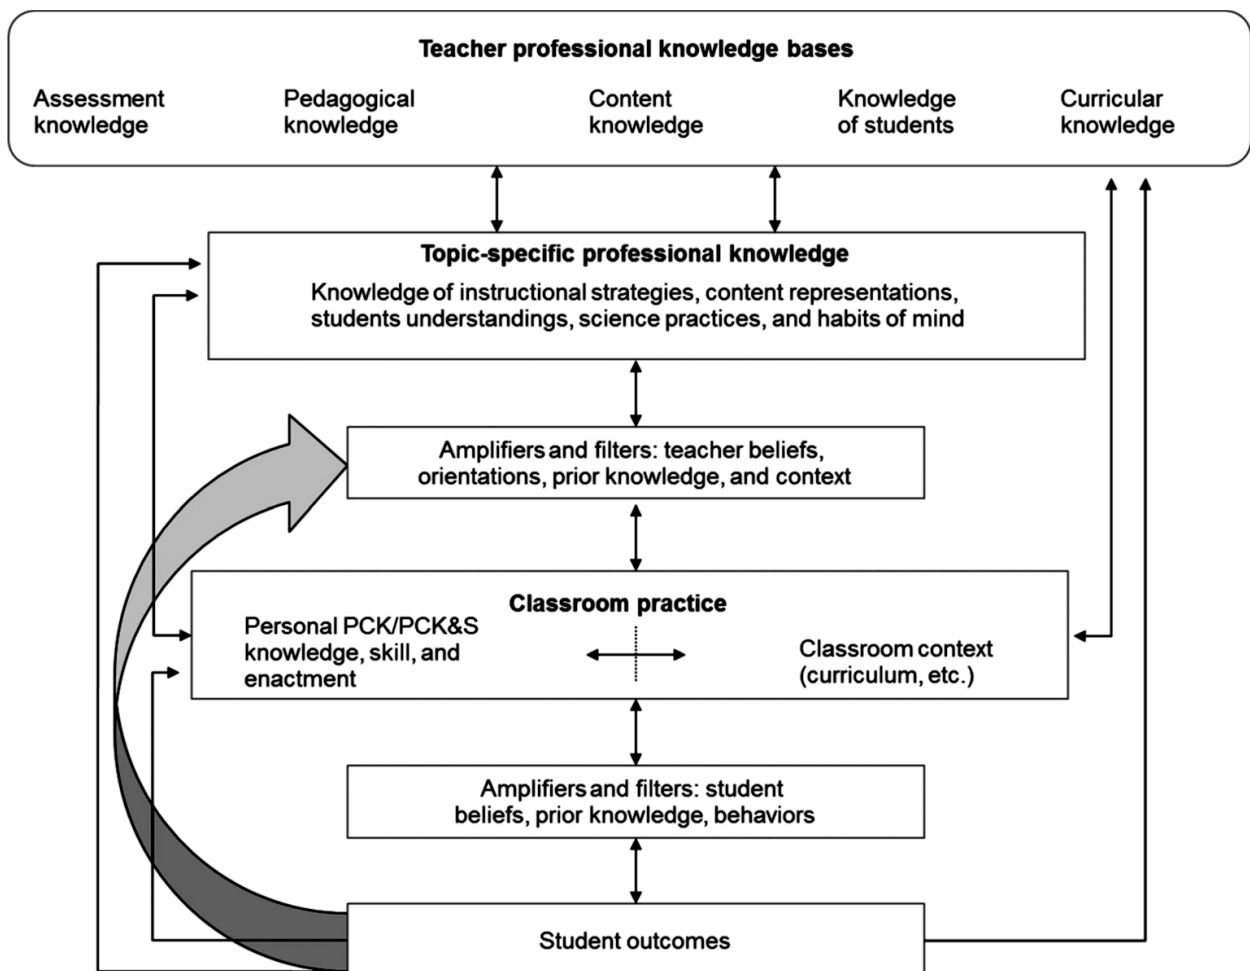 Teacher professional knowledge bases
Assessment
knowledge
Pedagogical
knowledge
Content
knowledge
Knowledge
of students
Curricular
knowledge
Topic-specific professional knowledge
Knowledge of instructional strategies, content representations,
students understandings, science practices, and habits of mind
Amplifiers and filters: teacher beliefs,
orientations, prior knowledge, and context
Classroom practice
Personal PCK/PCK&S
knowledge, skill, and
enactment
Classroom context
(curriculum, etc.)
Amplifiers and filters: student
beliefs, prior knowledge, behaviors
Student outcomes